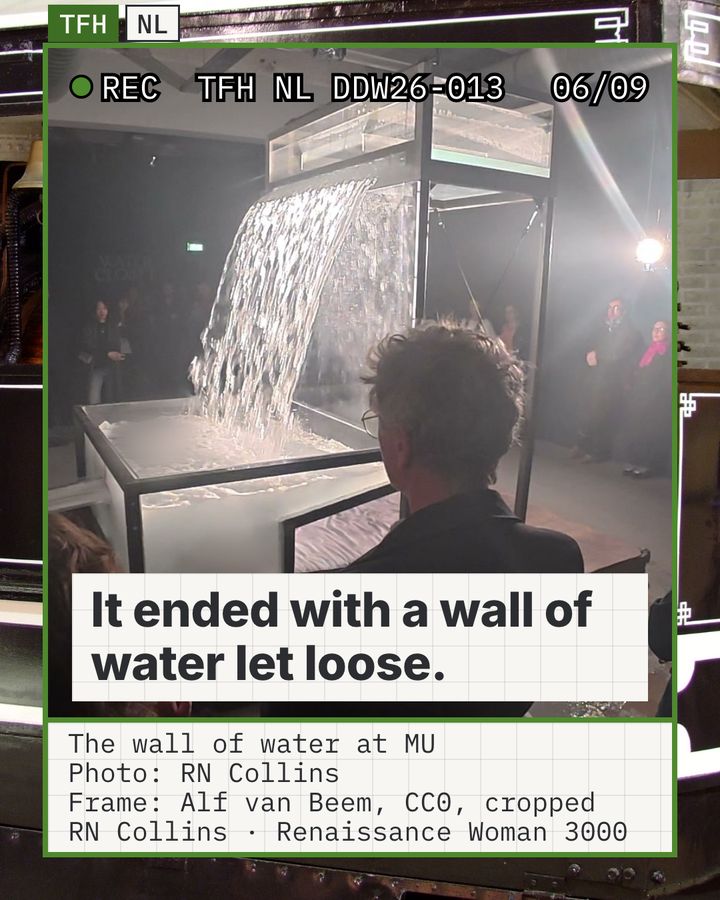 TFH NL
REC TFH NL DDW26-013 06/09
It ended with a wall of
water let loose.
The wall of water at MU
Photo: RN Collins
Frame: Alf van Beem, CC0, cropped
RN Collins · Renaissance Woman 3000